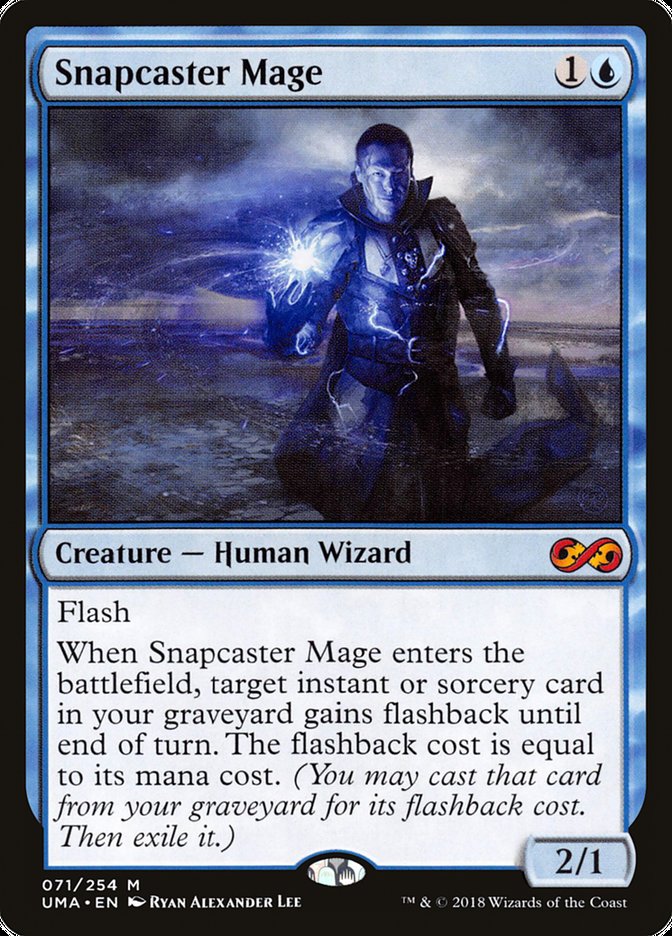 Snapcaster Mage 1
Creature — Human Wizard
Flash
When Snapcaster Mage enters the
battlefield, target instant or sorcery card
in your graveyard gains flashback until
end of turn. The flashback cost is equal
to its mana cost. (You may cast that card
from your graveyard for its flashback cost.
Then exile it.)
2/1
071/254 M
UMA • EN Ryan Alexander Lee
™ & © 2018 Wizards of the Coast